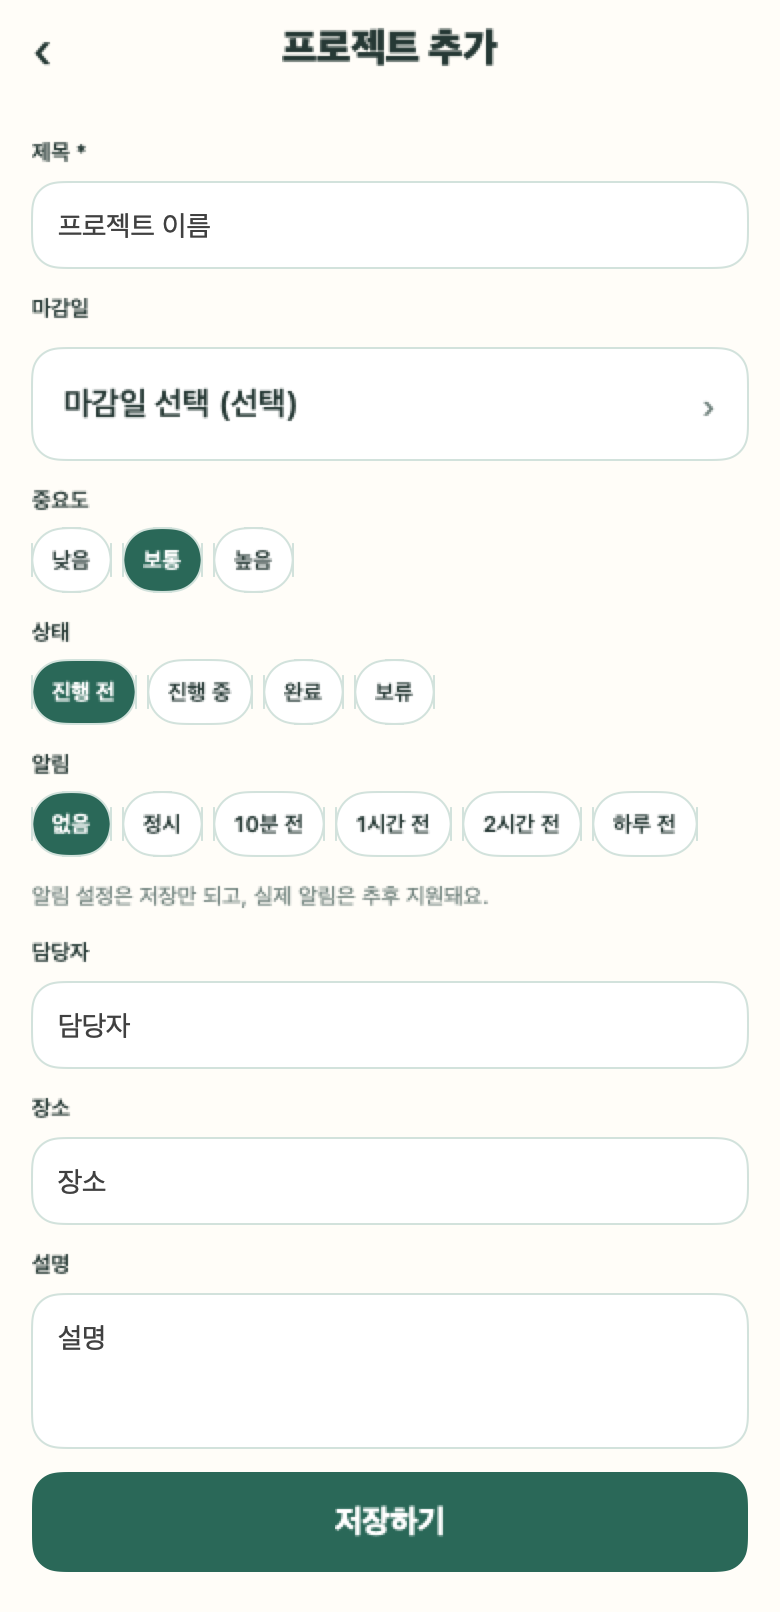 ‹ 프로젝트 추가
제목 *
프로젝트 이름
마감일
마감일 선택 (선택) ›
중요도
낮음 보통 높음
상태
진행 전 진행 중 완료 보류
알림
없음 정시 10분 전 1시간 전 2시간 전 하루 전
알림 설정은 저장만 되고, 실제 알림은 추후 지원돼요.
담당자
담당자
장소
장소
설명
설명
저장하기